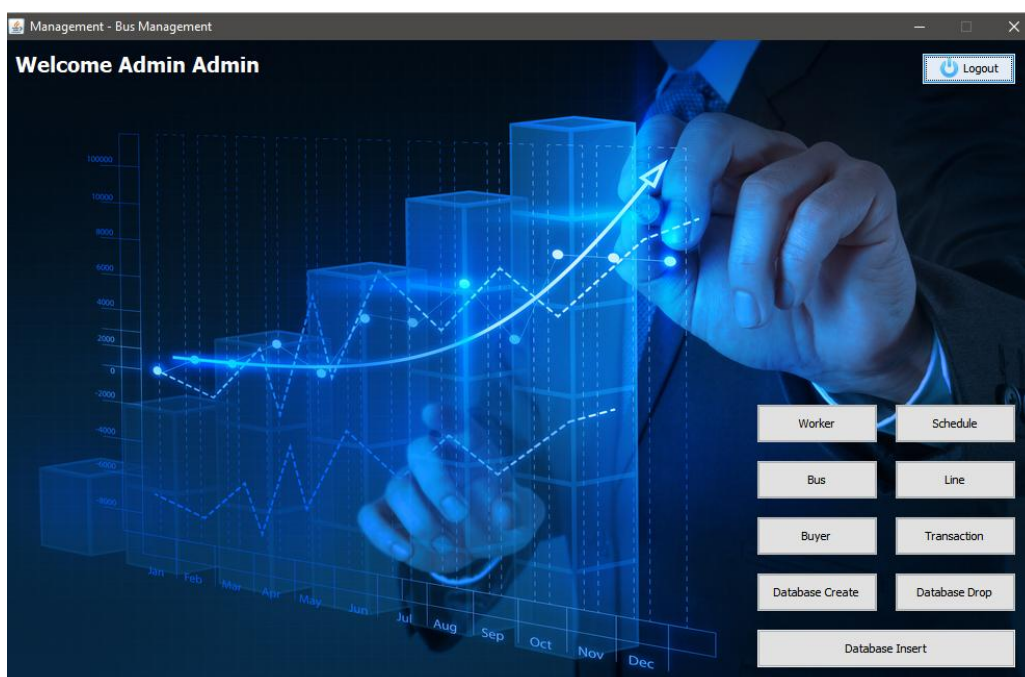 Management - Bus Management
Welcome Admin Admin
Logout
100000
10000
8000
6000
4000
2000
0
-2000
-4000
-6000
-8000
Jan Feb Mar Apr May Jun Jul Aug Sep Oct Nov Dec
Worker Schedule
Bus Line
Buyer Transaction
Database Create Database Drop
Database Insert